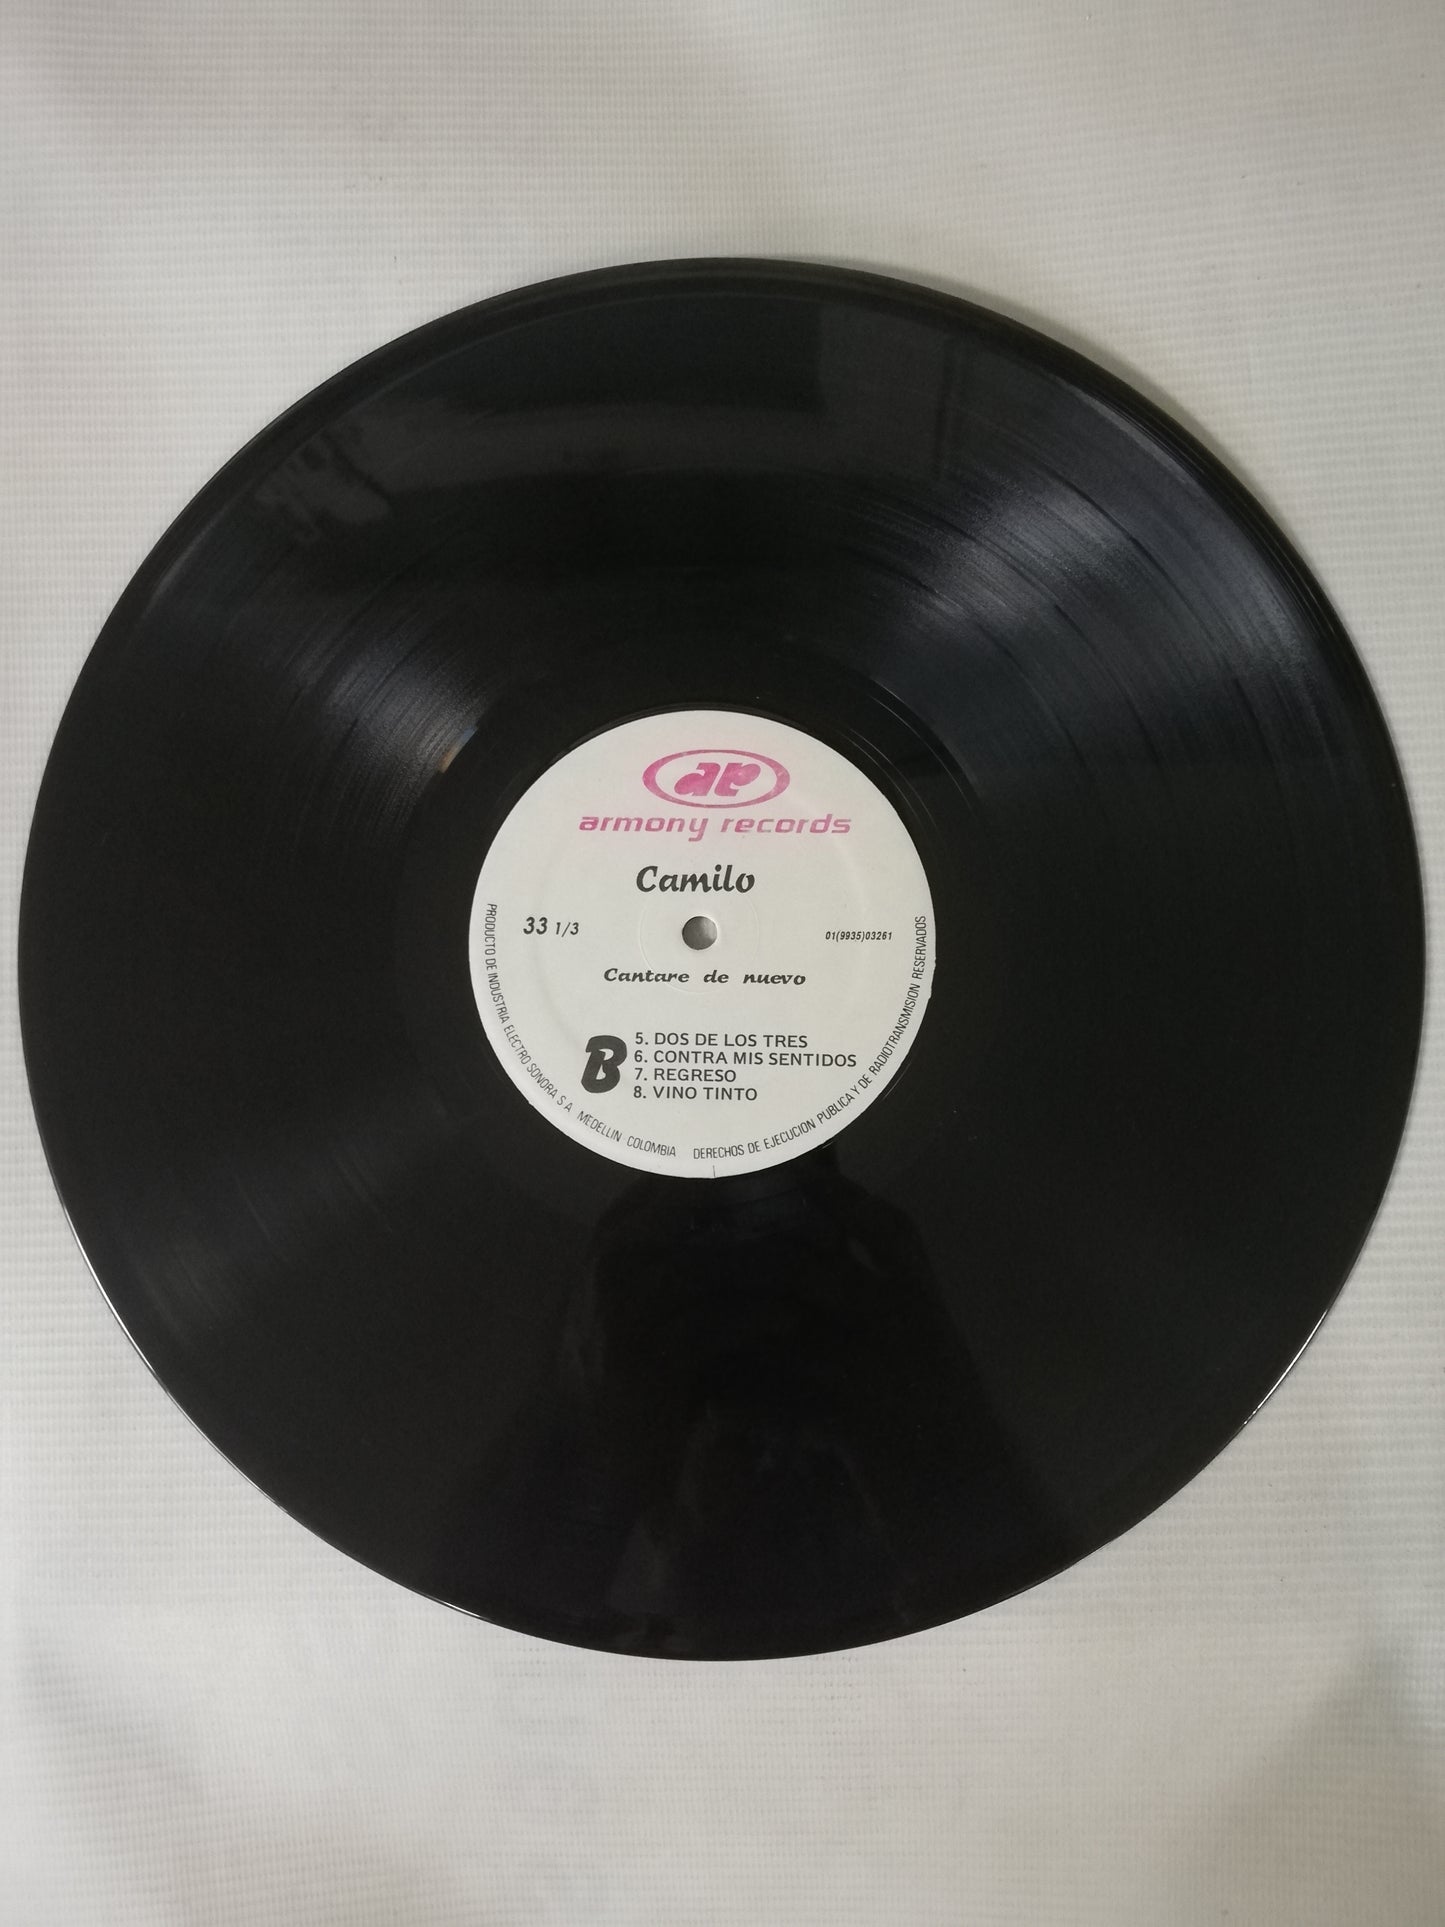 ar
armony records
Camilo
33 1/3
01(9935)03261
Cantare de nuevo
B
5. DOS DE LOS TRES
6. CONTRA MIS SENTIDOS
7. REGRESO
8. VINO TINTO
PRODUCTO DE INDUSTRIA ELECTRO SONORA S.A. MEDELLIN - COLOMBIA DERECHOS DE EJECUCION PUBLICA Y DE RADIOTRANSMISION RESERVADOS